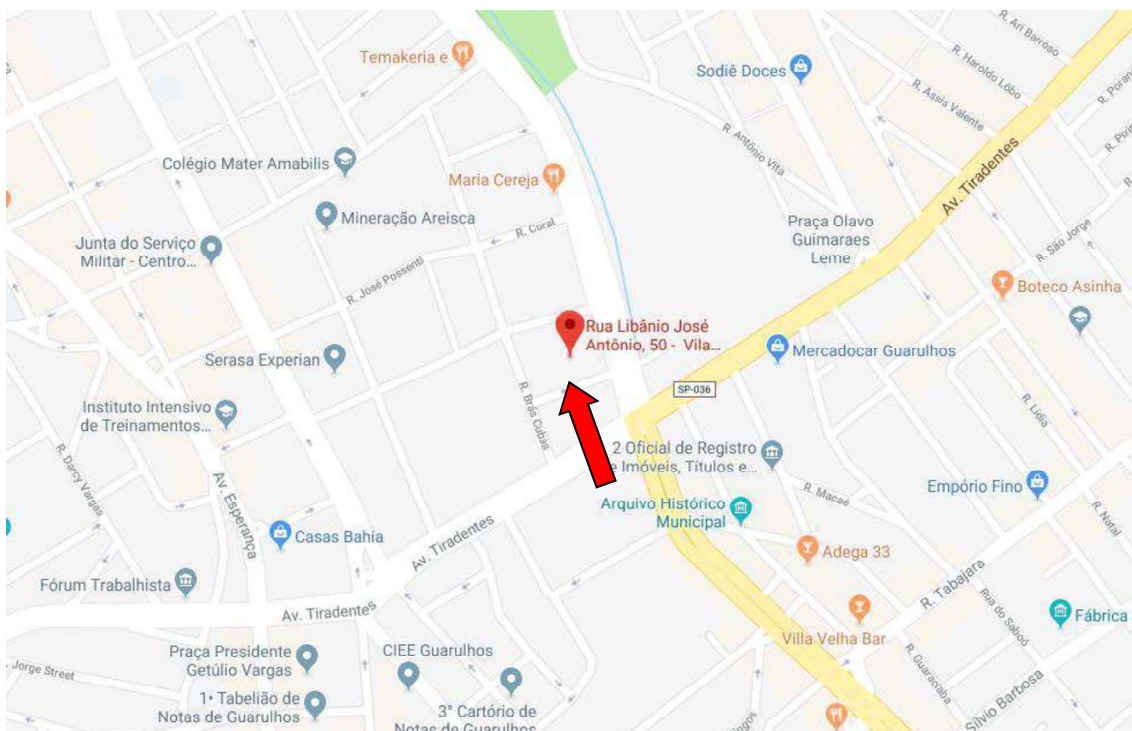 R. Ari Barroso
R. Haroldo Lôbo
Temakeria e
Sodiê Doces
R. Assis Valente
R. Antônio Vita
Colégio Mater Amabilis
Maria Cereja
Av. Tiradentes
Mineração Areisca
R. Coral
Praça Olavo
Guimaraes
Leme
R. São Jorge
Junta do Serviço
Militar - Centro...
R. José Possenti
Boteco Asinha
Rua Libânio José
Antônio, 50 - Vila...
Mercadocar Guarulhos
Serasa Experian
SP-036
R. Brás Cubas
R. Lídia
Instituto Intensivo
de Treinamentos...
2 Oficial de Registro
e Imóveis, Títulos e...
R. Darcy Vargas
Av. Esperança
R. Macaé
Empório Fino
Arquivo Histórico
Municipal
R. Natal
Casas Bahia
Av. Tiradentes
Adega 33
Fórum Trabalhista
R. Tabajara
Rua do Saboó
Av. Tiradentes
Fábrica
Villa Velha Bar
Praça Presidente
Getúlio Vargas
CIEE Guarulhos
R. Guaraciaba
Jorge Street
1º Tabelião de
Notas de Guarulhos
3° Cartório de
Notas de Guarulhos
Sílvio Barbosa